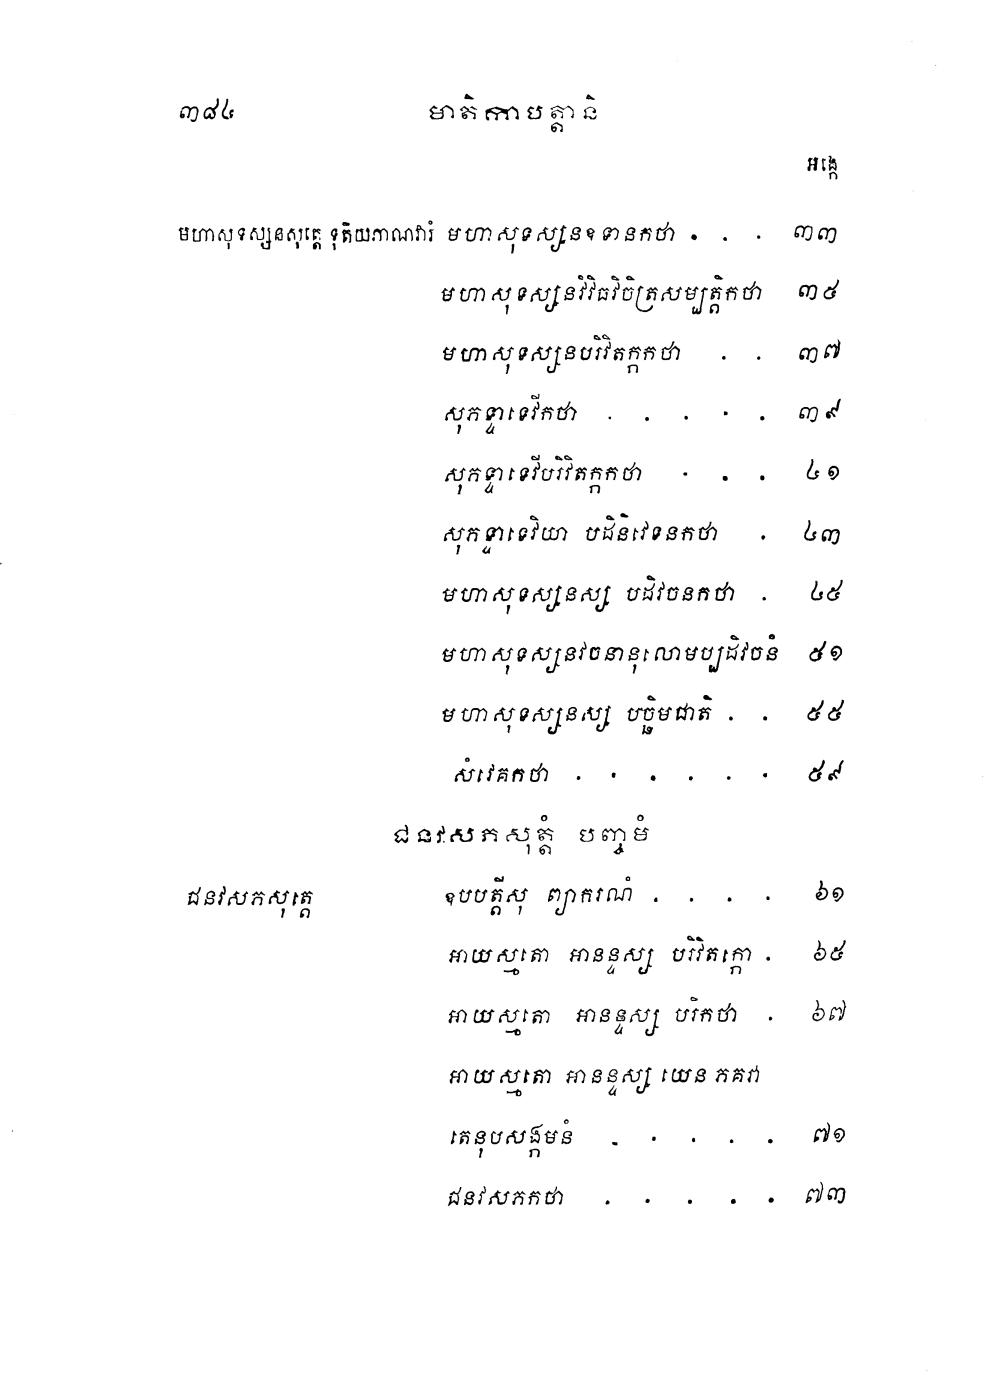 ៣៨៤ មាតិកាបត្តានិ
អង្កេ
មហាសុទស្សនសុត្តេ ទុតិយភាណវារំ មហាសុទស្សនឧទានកថា . . . ៣៣
មហាសុទស្សនវិវិធវិចិត្រសម្បត្តិកថា ៣៥
មហាសុទស្សនបរិវិតក្កកថា . . ៣៧
សុភទ្ទាទេវីកថា . . . . . ៣៩
សុភទ្ទាទេវីបរិវិតក្កកថា . . . ៤១
សុភទ្ទាទេវិយា បដិនិវេទនកថា . ៤៣
មហាសុទស្សនស្ស បដិវចនកថា . ៤៥
មហាសុទស្សនវចនានុលោមប្បដិវចនំ ៥១
មហាសុទស្សនស្ស បច្ឆិមជាតិ . . ៥៥
សំវេគកថា . . . . . . ៥៩
ជនវសភសុត្តំ បញ្ចមំ
ជនវសភសុត្តេ ឧបបត្តីសុ ព្យាករណំ . . . . ៦១
អាយស្មតោ អានន្ទស្ស បរិវិតក្កោ . ៦៥
អាយស្មតោ អានន្ទស្ស បរិកថា . ៦៧
អាយស្មតោ អានន្ទស្ស យេន ភគវា
តេនុបសង្កមនំ . . . . . ៧១
ជនវសភកថា . . . . . ៧៣